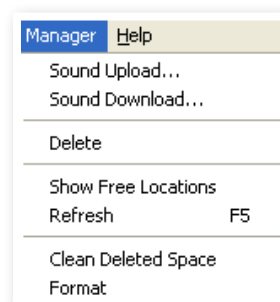 Manager Help
Sound Upload...
Sound Download...
Delete
Show Free Locations
Refresh F5
Clean Deleted Space
Format